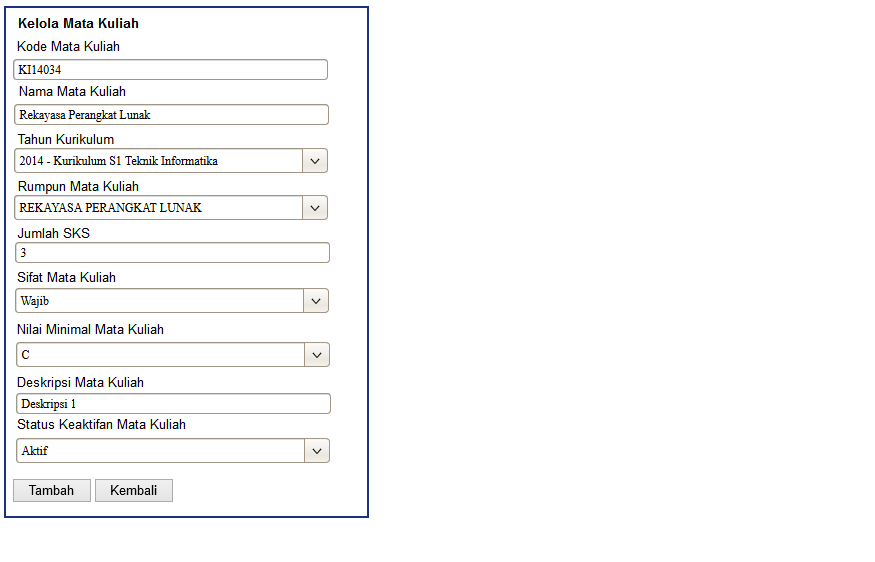 Kelola Mata Kuliah
Kode Mata Kuliah
KI14034
Nama Mata Kuliah
Rekayasa Perangkat Lunak
Tahun Kurikulum
2014 - Kurikulum S1 Teknik Informatika
Rumpun Mata Kuliah
REKAYASA PERANGKAT LUNAK
Jumlah SKS
3
Sifat Mata Kuliah
Wajib
Nilai Minimal Mata Kuliah
C
Deskripsi Mata Kuliah
Deskripsi 1
Status Keaktifan Mata Kuliah
Aktif
Tambah Kembali